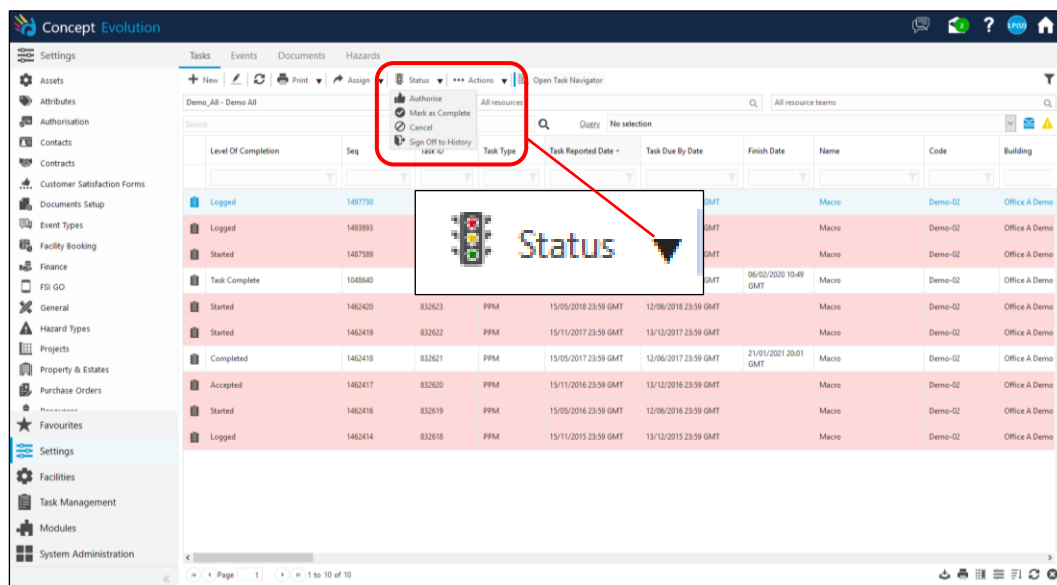 Concept Evolution
2
?
LP(U)
Settings
Tasks Events Documents Hazards
Assets
New Print Assign Status Actions Open Task Navigator
Attributes
Demo_All - Demo All
All resources
All resource teams
Authorise
Mark as Complete
Cancel
Sign Off to History
Authorisation
Search
Query No selection
Contacts
Contracts
Level Of Completion Seq Task ID Task Type Task Reported Date Task Due By Date Finish Date Name Code Building
Customer Satisfaction Forms
Documents Setup
Logged 1497730 GMT Macro Demo-02 Office A Demo
Event Types
Logged 1493893 GMT Macro Demo-02 Office A Demo
Facility Booking
Started 1487589 GMT Macro Demo-02 Office A Demo
Status
Finance
FSI GO
Task Complete 1048640 GMT 06/02/2020 10:49 GMT Macro Demo-02 Office A Demo
General
Started 1462420 832623 PPM 15/05/2018 23:59 GMT 12/06/2018 23:59 GMT Macro Demo-02 Office A Demo
Hazard Types
Started 1462419 832622 PPM 15/11/2017 23:59 GMT 13/12/2017 23:59 GMT Macro Demo-02 Office A Demo
Projects
Completed 1462418 832621 PPM 15/05/2017 23:59 GMT 12/06/2017 23:59 GMT 21/01/2021 20:01 GMT Macro Demo-02 Office A Demo
Property & Estates
Accepted 1462417 832620 PPM 15/11/2016 23:59 GMT 13/12/2016 23:59 GMT Macro Demo-02 Office A Demo
Purchase Orders
Started 1462416 832619 PPM 15/05/2016 23:59 GMT 12/06/2016 23:59 GMT Macro Demo-02 Office A Demo
Favourites
Logged 1462414 832618 PPM 15/11/2015 23:59 GMT 13/12/2015 23:59 GMT Macro Demo-02 Office A Demo
Settings
Facilities
Task Management
Modules
System Administration
Page 1 1 to 10 of 10